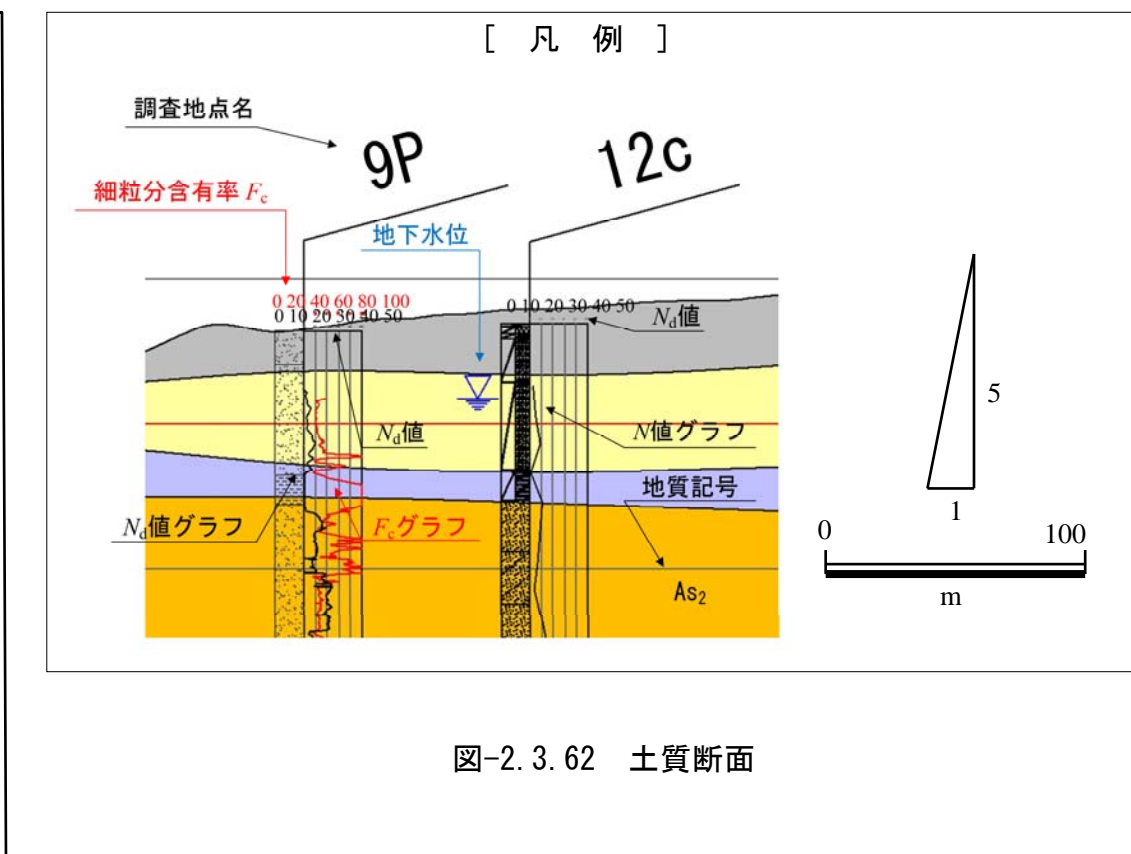 [ 凡 例 ]
調査地点名
9P
12c
細粒分含有率 Fc
地下水位
0 20 40 60 80 100
0 10 20 30 40 50
0 10 20 30 40 50
Nd値
Nd値
N値グラフ
地質記号
Nd値グラフ
Fcグラフ
As2
5
1
0
100
m
図-2.3.62 土質断面